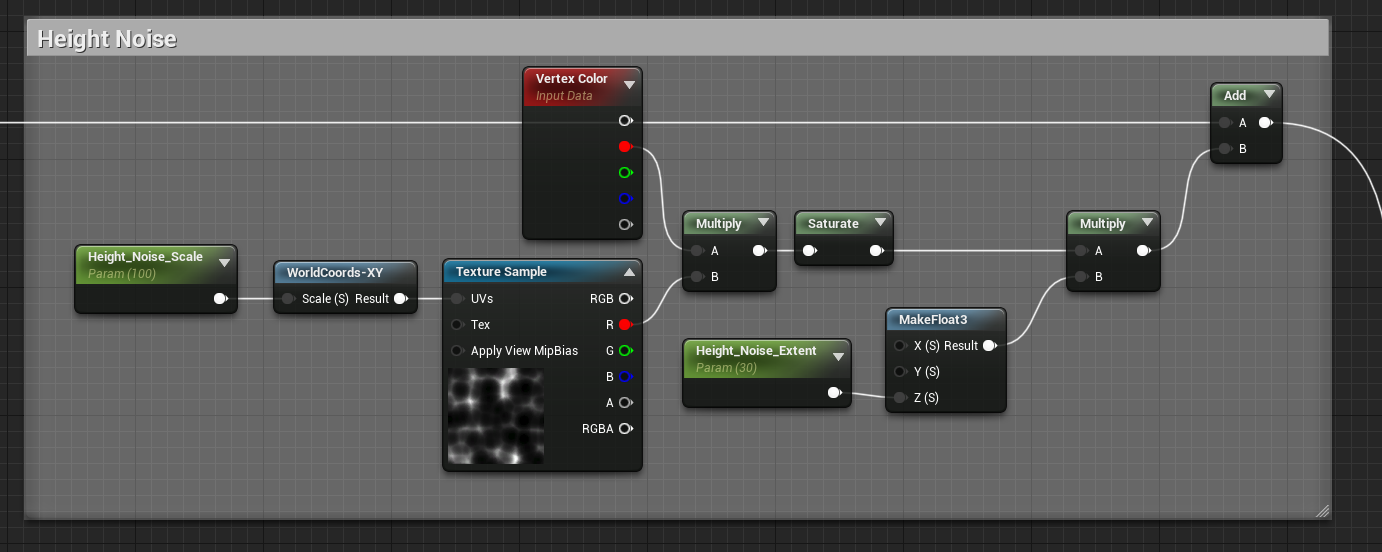 Height Noise
Vertex Color
Input Data
Add
A
B
Height_Noise_Scale
Param (100)
WorldCoords-XY
Scale (S) Result
Texture Sample
UVs RGB
Tex R
Apply View MipBias G
B
A
RGBA
Multiply
A
B
Saturate
Height_Noise_Extent
Param (30)
MakeFloat3
X (S) Result
Y (S)
Z (S)
Multiply
A
B